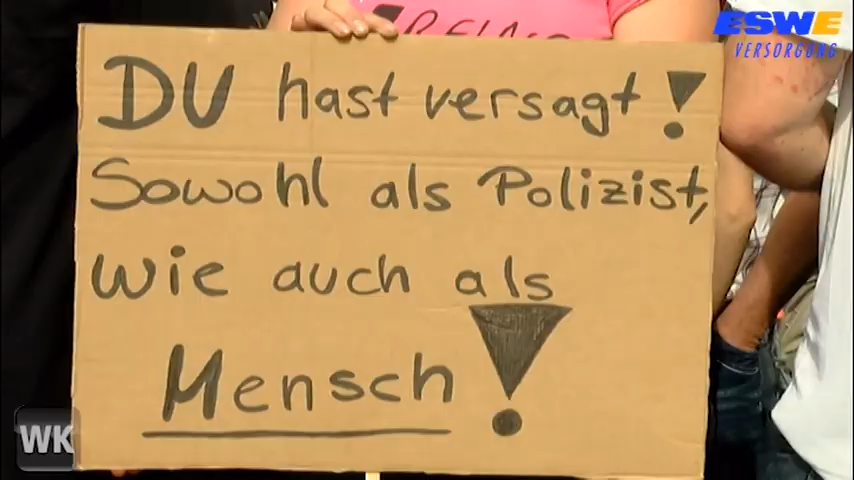 ESWE
VERSORGUNG
DU hast versagt!
Sowohl als Polizist,
wie auch als
Mensch!
WK